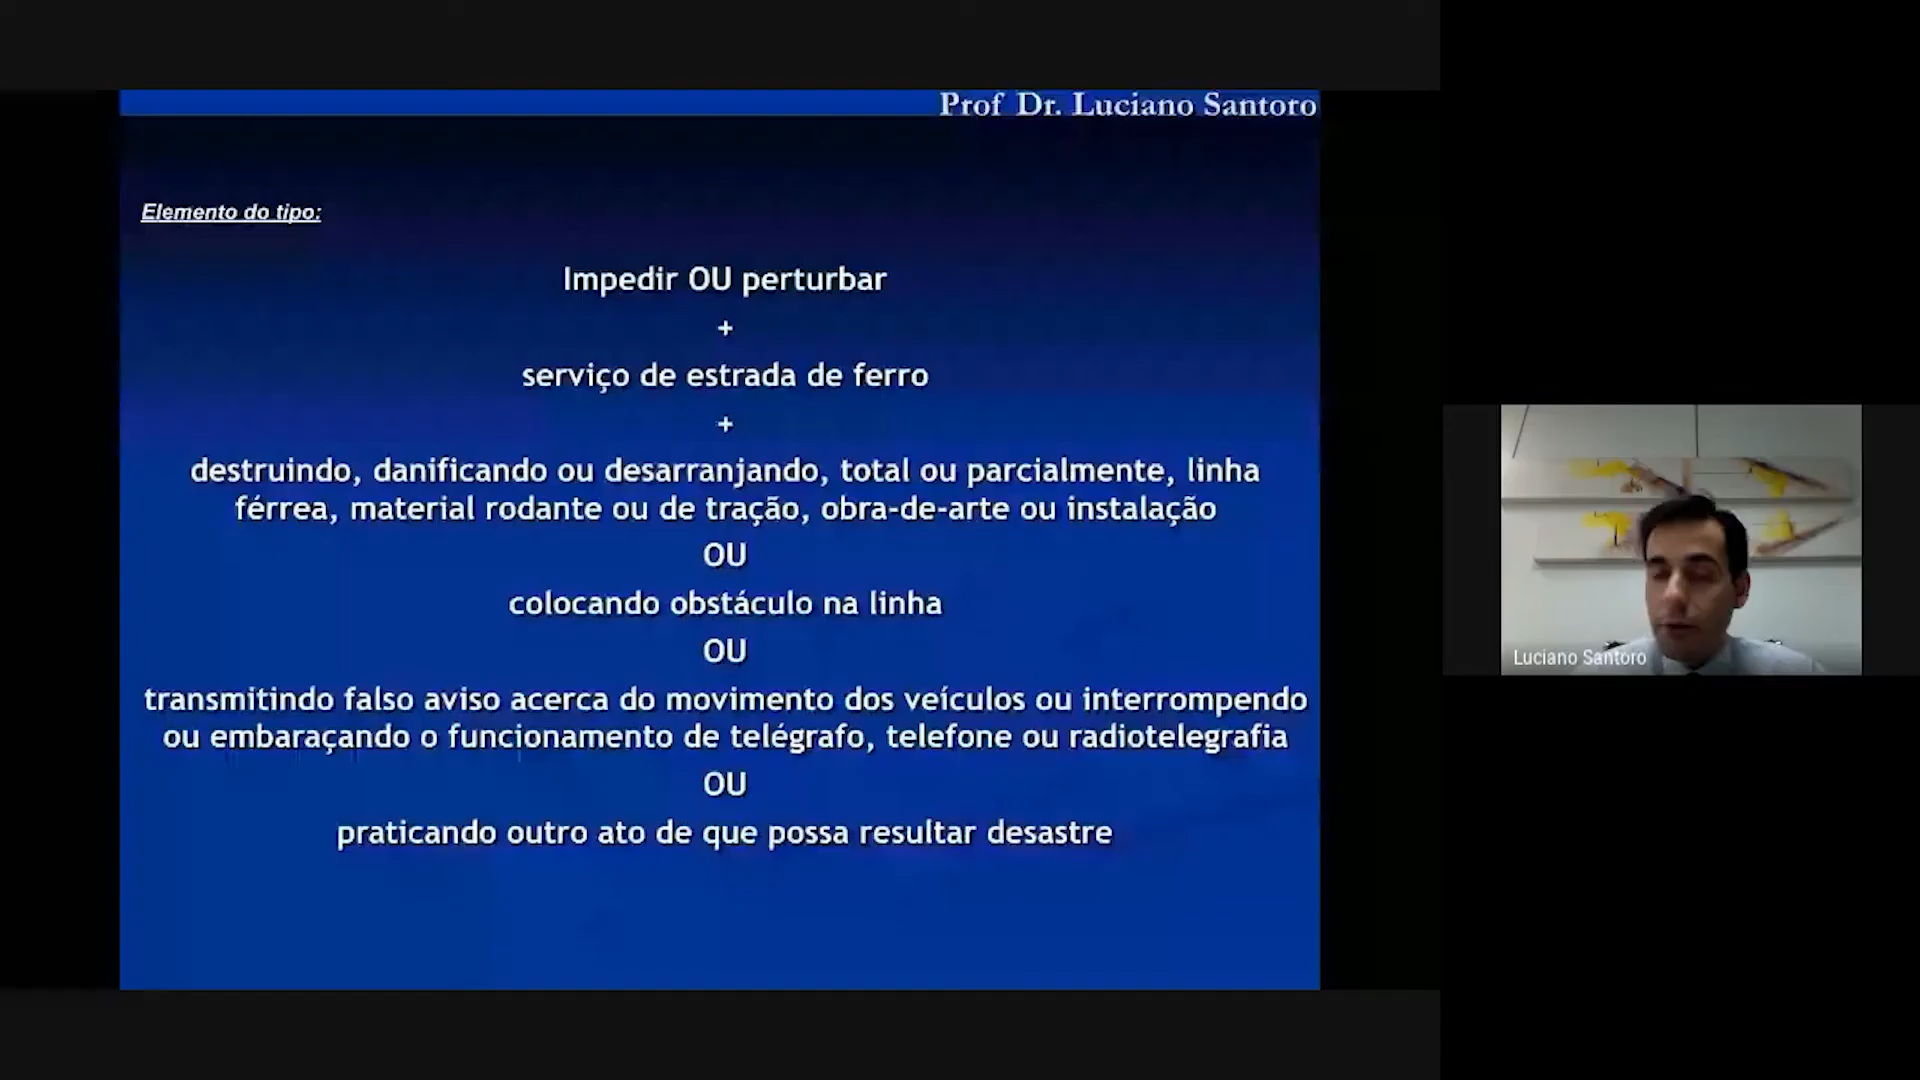 Prof Dr. Luciano Santoro
Elemento do tipo:
Impedir OU perturbar
+
serviço de estrada de ferro
+
destruindo, danificando ou desarranjando, total ou parcialmente, linha
férrea, material rodante ou de tração, obra-de-arte ou instalação
OU
colocando obstáculo na linha
OU
transmitindo falso aviso acerca do movimento dos veículos ou interrompendo
ou embaraçando o funcionamento de telégrafo, telefone ou radiotelegrafia
OU
praticando outro ato de que possa resultar desastre
Luciano Santoro